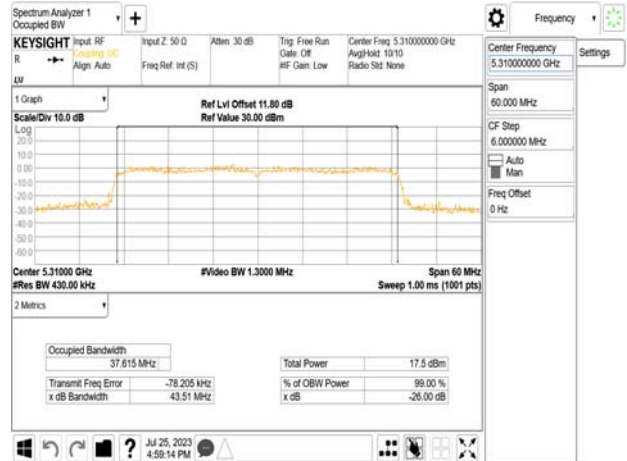 Spectrum Analyzer 1
Occupied BW
+
Frequency
KEYSIGHT Input: RF
Coupling: DC
Align: Auto
R
LXI
Input Z: 50 Ω
Freq Ref: Int (S)
Atten: 30 dB
Trig: Free Run
Gate: Off
#IF Gain: Low
Center Freq: 5.310000000 GHz
Avg|Hold: 10/10
Radio Std: None
Center Frequency
5.310000000 GHz
Settings
Span
60.000 MHz
CF Step
6.000000 MHz
Auto
Man
Freq Offset
0 Hz
1 Graph
Scale/Div 10.0 dB
Ref Lvl Offset 11.80 dB
Ref Value 30.00 dBm
Log
20.0
10.0
0.00
-10.0
-20.0
-30.0
-40.0
-50.0
-60.0
Center 5.31000 GHz
#Res BW 430.00 kHz
#Video BW 1.3000 MHz
Span 60 MHz
Sweep 1.00 ms (1001 pts)
2 Metrics
Occupied Bandwidth
37.615 MHz
Transmit Freq Error -78.205 kHz
x dB Bandwidth 43.51 MHz
Total Power 17.5 dBm
% of OBW Power 99.00 %
x dB -26.00 dB
?
Jul 25, 2023
4:59:14 PM